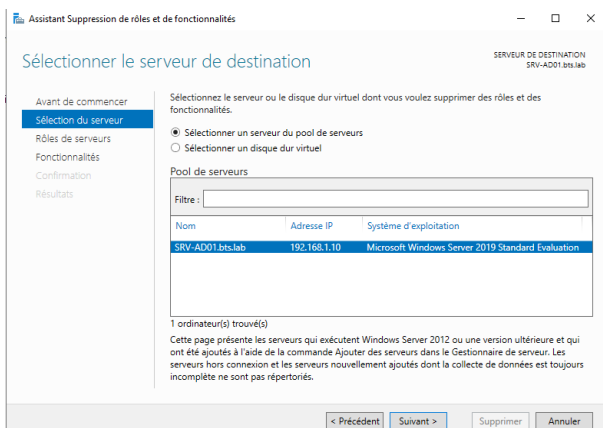 Assistant Suppression de rôles et de fonctionnalités
Sélectionner le serveur de destination
SERVEUR DE DESTINATION
SRV-AD01.bts.lab
Avant de commencer
Sélection du serveur
Rôles de serveurs
Fonctionnalités
Confirmation
Résultats
Sélectionnez le serveur ou le disque dur virtuel dont vous voulez supprimer des rôles et des
fonctionnalités.
Sélectionner un serveur du pool de serveurs
Sélectionner un disque dur virtuel
Pool de serveurs
Filtre :
Nom Adresse IP Système d'exploitation
SRV-AD01.bts.lab 192.168.1.10 Microsoft Windows Server 2019 Standard Evaluation
1 ordinateur(s) trouvé(s)
Cette page présente les serveurs qui exécutent Windows Server 2012 ou une version ultérieure et qui
ont été ajoutés à l'aide de la commande Ajouter des serveurs dans le Gestionnaire de serveur. Les
serveurs hors connexion et les serveurs nouvellement ajoutés dont la collecte de données est toujours
incomplète ne sont pas répertoriés.
< Précédent Suivant > Supprimer Annuler